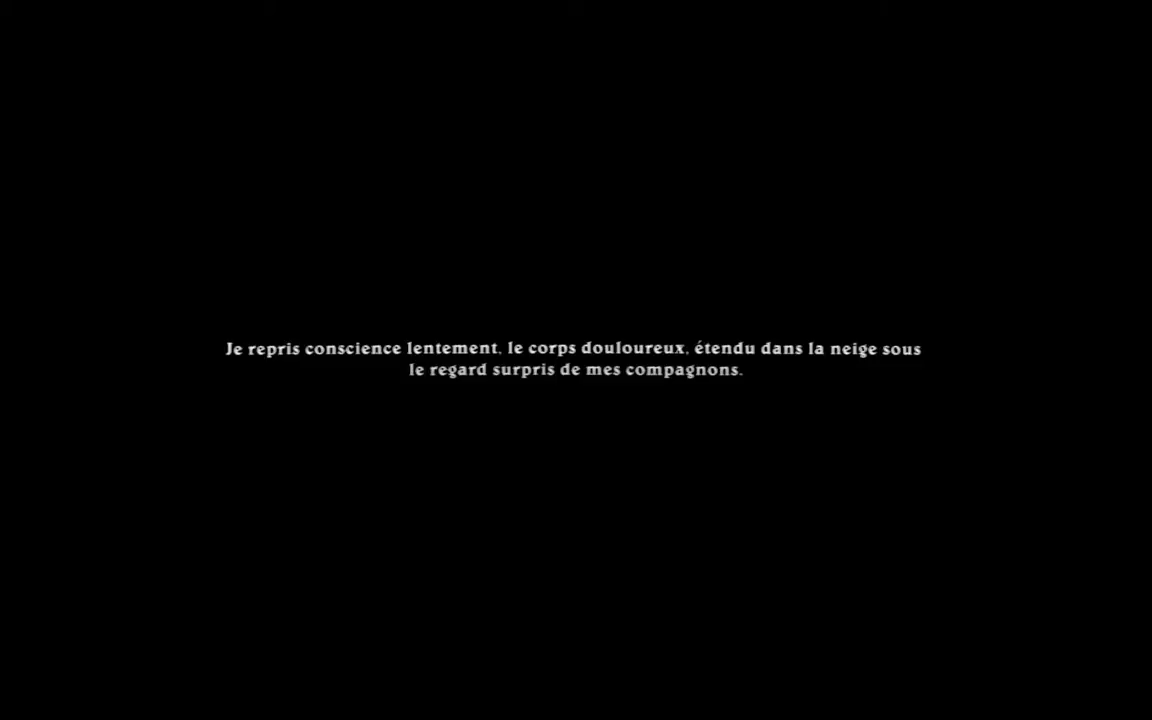 Je repris conscience lentement, le corps douloureux, étendu dans la neige sous
le regard surpris de mes compagnons.